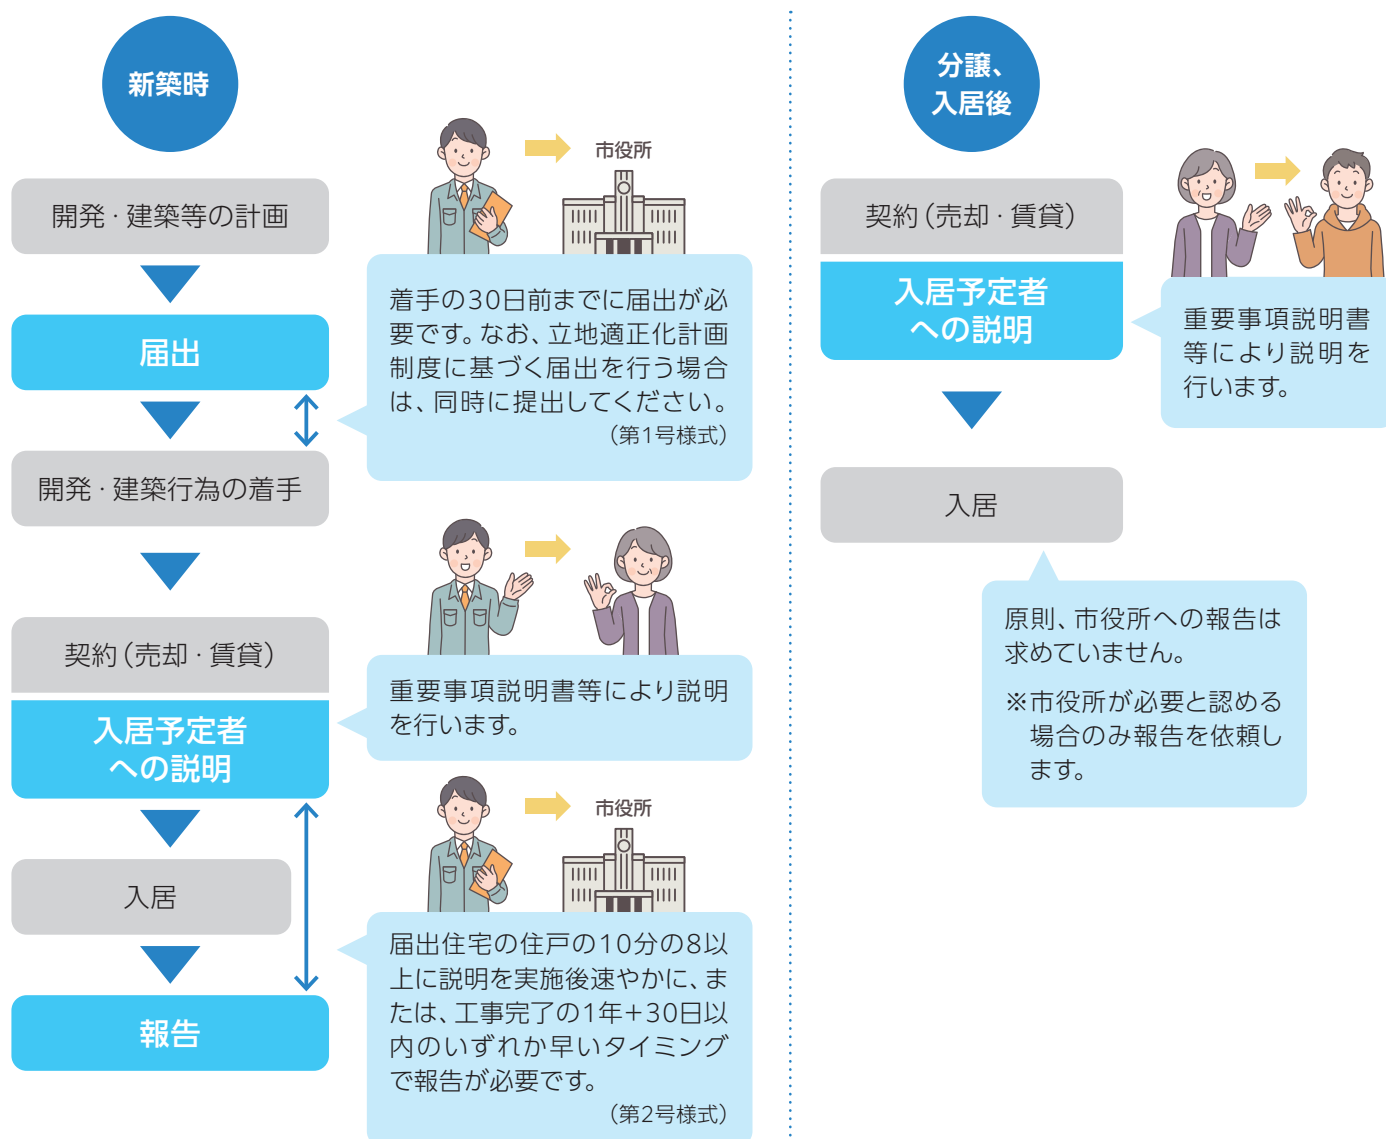 新築時
開発・建築等の計画
届出
開発・建築行為の着手
契約（売却・賃貸）
入居予定者
への説明
入居
報告
市役所
着手の30日前までに届出が必
要です。なお、立地適正化計画
制度に基づく届出を行う場合
は、同時に提出してください。
（第1号様式）
重要事項説明書等により説明
を行います。
市役所
届出住宅の住戸の10分の8以
上に説明を実施後速やかに、ま
たは、工事完了の1年＋30日以
内のいずれか早いタイミング
で報告が必要です。
（第2号様式）
分譲、
入居後
契約（売却・賃貸）
入居予定者
への説明
重要事項説明書
等により説明を
行います。
入居
原則、市役所への報告は
求めていません。
※市役所が必要と認める
場合のみ報告を依頼し
ます。